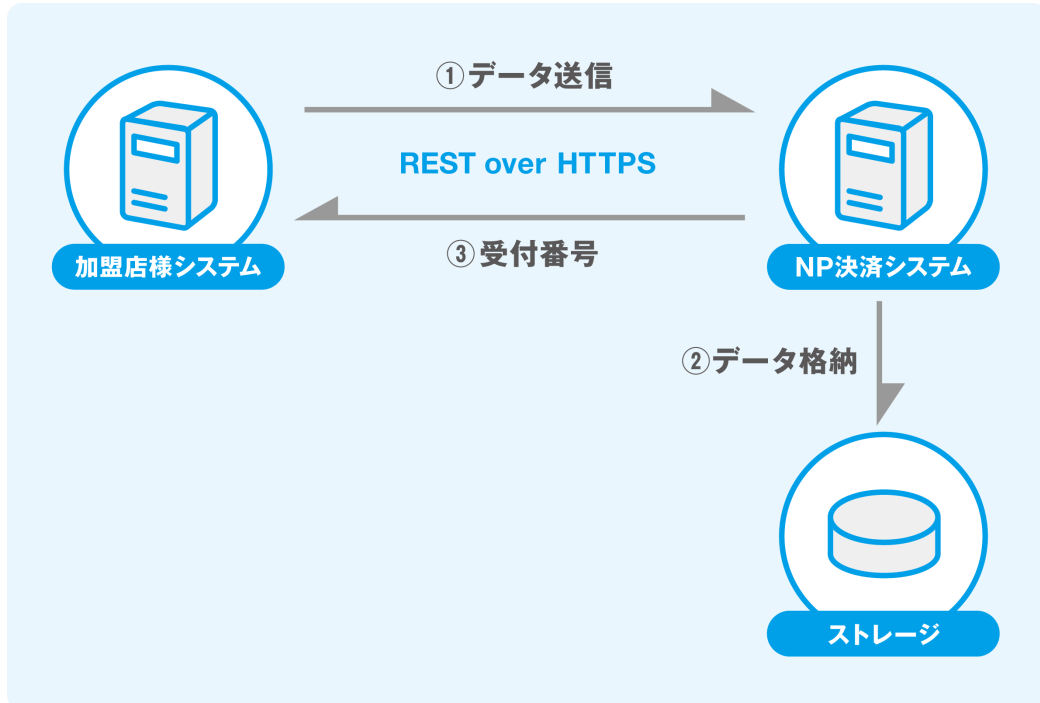 ①データ送信
REST over HTTPS
③受付番号
加盟店様システム
NP決済システム
②データ格納
ストレージ